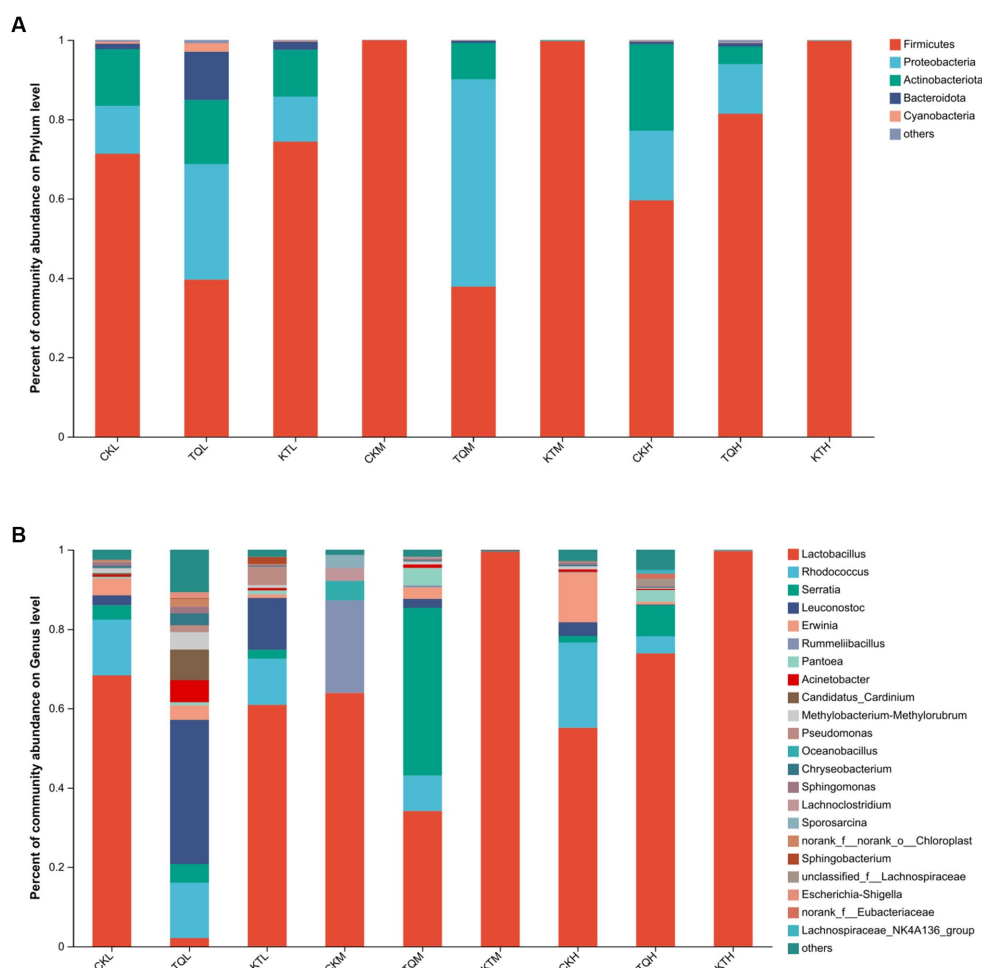 A
Percent of community abundance on Phylum level
1
0.8
0.6
0.4
0.2
0
CKL
TQL
KTL
CKM
TQM
KTM
CKH
TQH
KTH
Firmicutes
Proteobacteria
Actinobacteriota
Bacteroidota
Cyanobacteria
others
B
Percent of community abundance on Genus level
1
0.8
0.6
0.4
0.2
0
CKL
TQL
KTL
CKM
TQM
KTM
CKH
TQH
KTH
Lactobacillus
Rhodococcus
Serratia
Leuconostoc
Erwinia
Rummeliibacillus
Pantoea
Acinetobacter
Candidatus_Cardinium
Methylobacterium-Methylorubrum
Pseudomonas
Oceanobacillus
Chryseobacterium
Sphingomonas
Lachnoclostridium
Sporosarcina
norank_f__norank_o__Chloroplast
Sphingobacterium
unclassified_f__Lachnospiraceae
Escherichia-Shigella
norank_f__Eubacteriaceae
Lachnospiraceae_NK4A136_group
others